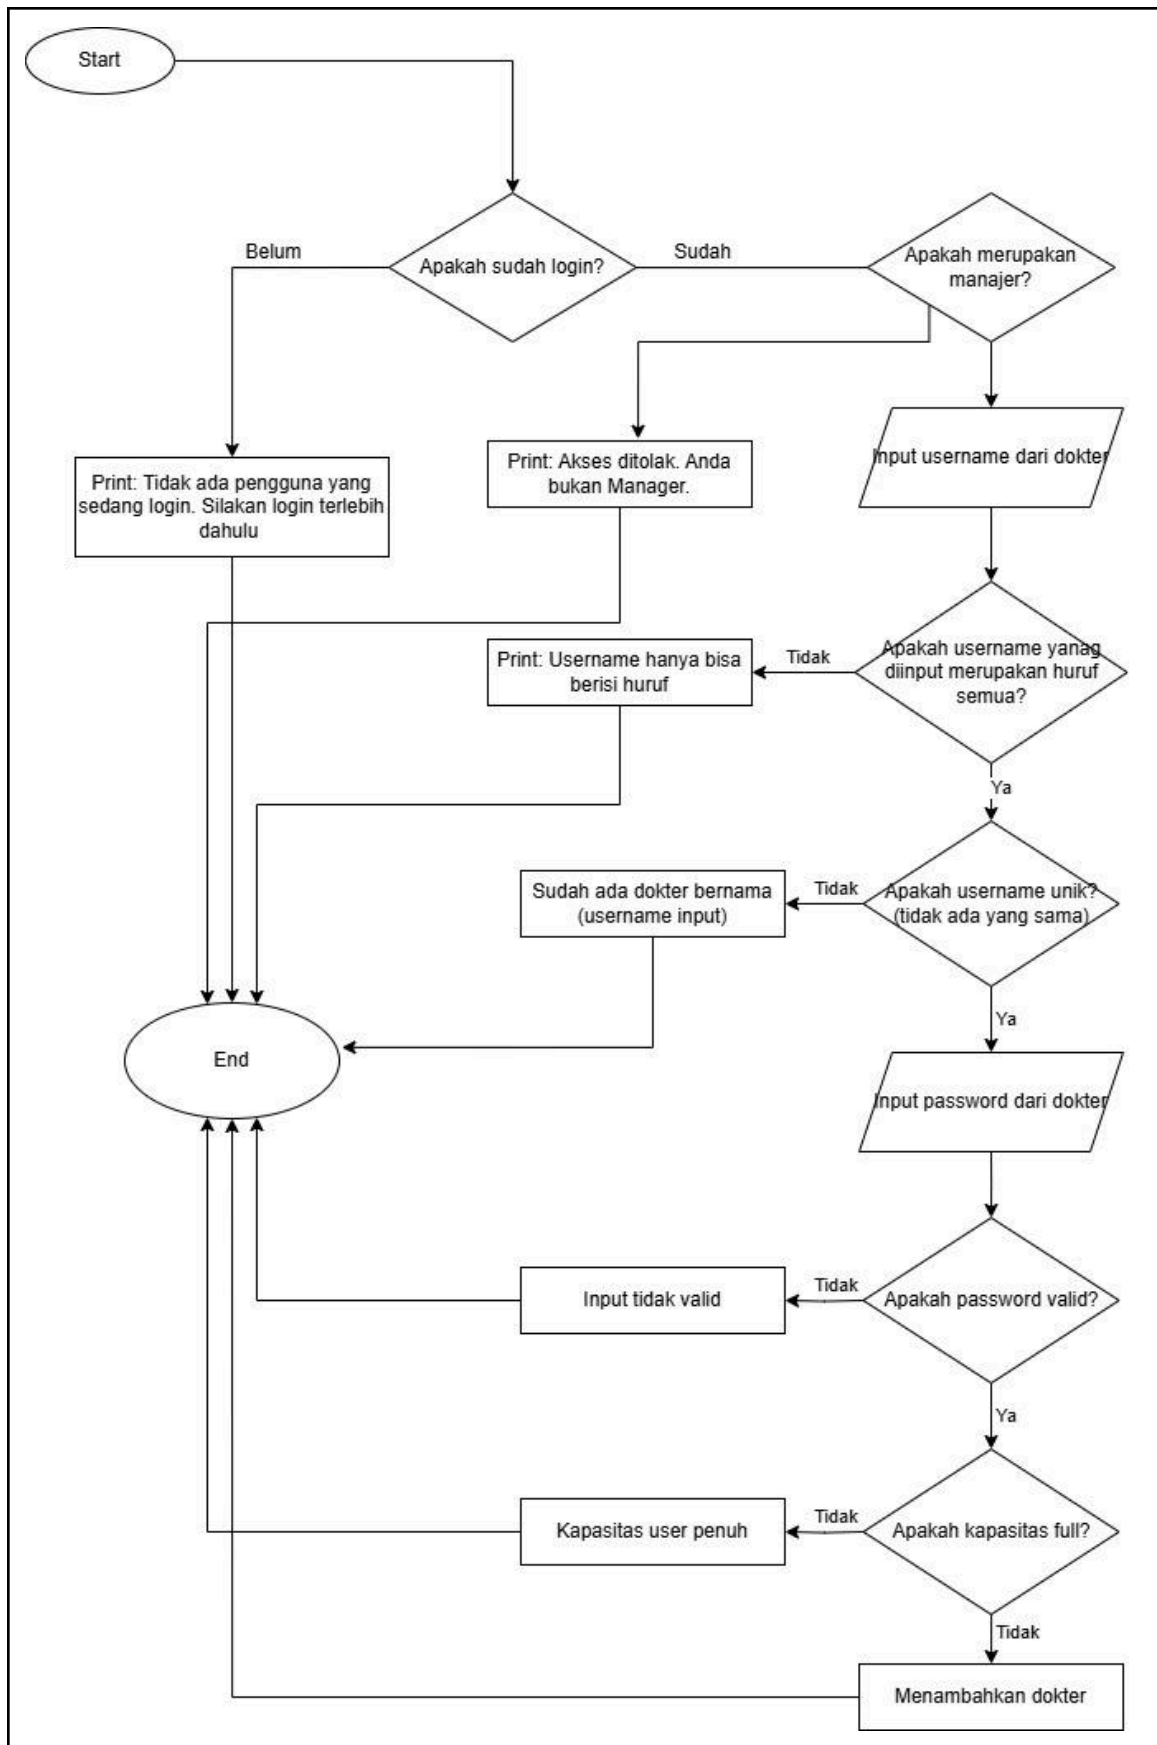 Start
Belum
Apakah sudah login?
Sudah
Apakah merupakan
manajer?
Print: Tidak ada pengguna yang
sedang login. Silakan login terlebih
dahulu
Print: Akses ditolak. Anda
bukan Manager.
Input username dari dokter
Print: Username hanya bisa
berisi huruf
Tidak
Apakah username yanag
diinput merupakan huruf
semua?
Ya
Sudah ada dokter bernama
(username input)
Tidak
Apakah username unik?
(tidak ada yang sama)
Ya
End
Input password dari dokter
Input tidak valid
Tidak
Apakah password valid?
Ya
Kapasitas user penuh
Tidak
Apakah kapasitas full?
Tidak
Menambahkan dokter